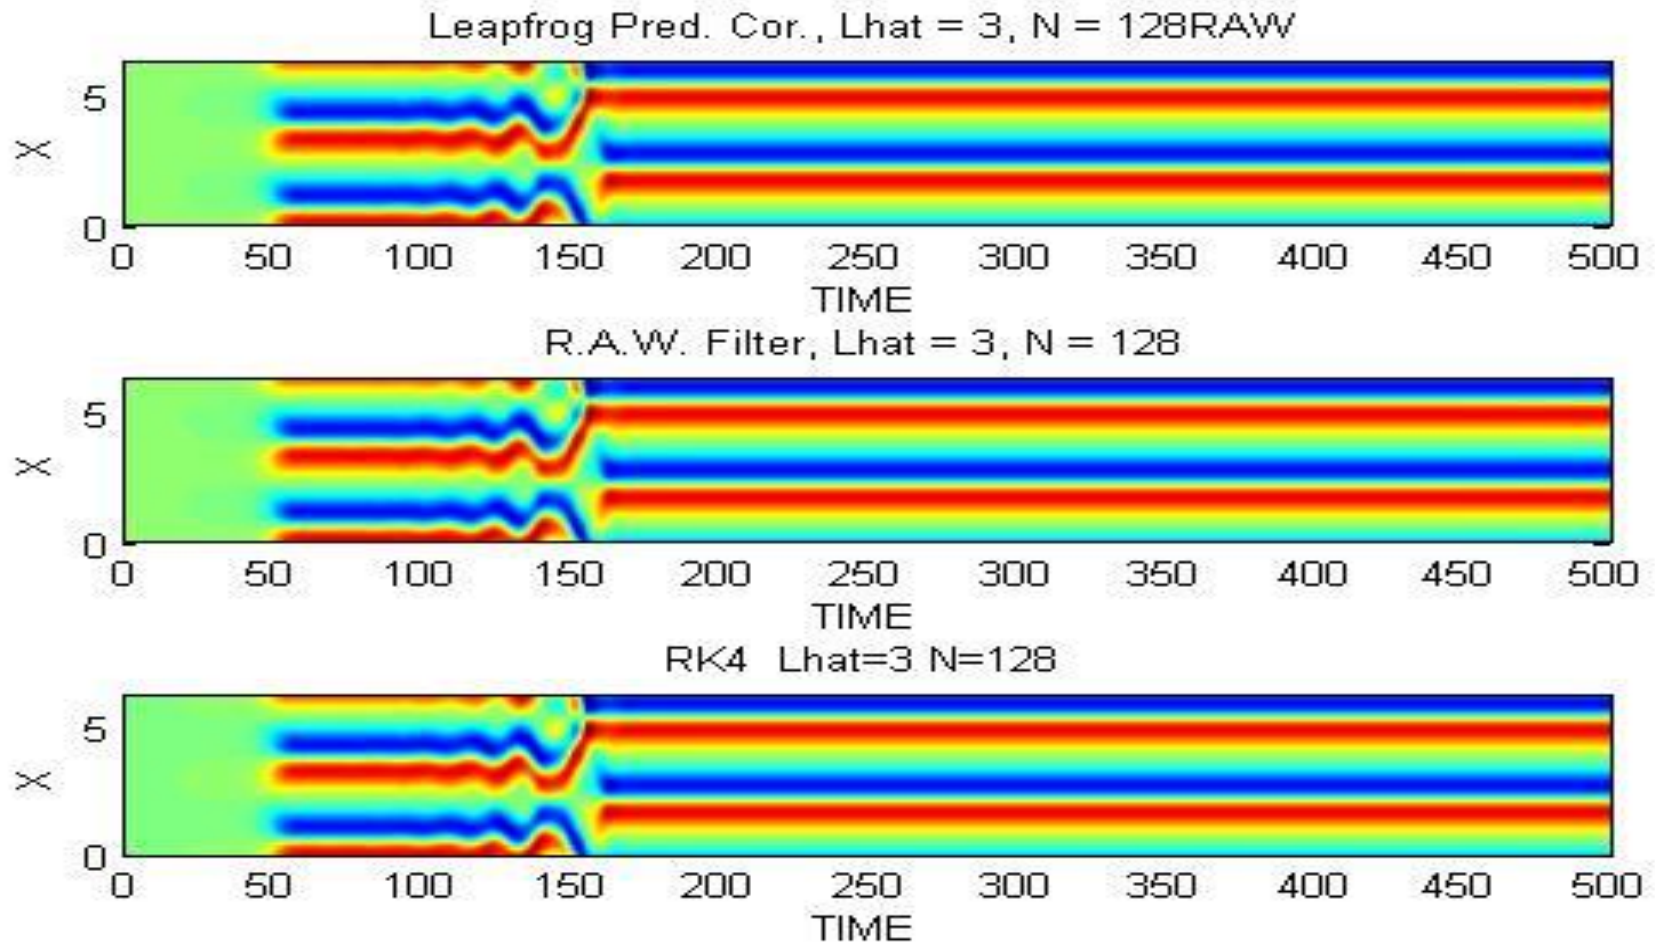 Leapfrog Pred. Cor., Lhat = 3, N = 128RAW
5
X
0
0 50 100 150 200 250 300 350 400 450 500
TIME
R.A.W. Filter, Lhat = 3, N = 128
5
X
0
0 50 100 150 200 250 300 350 400 450 500
TIME
RK4 Lhat=3 N=128
5
X
0
0 50 100 150 200 250 300 350 400 450 500
TIME